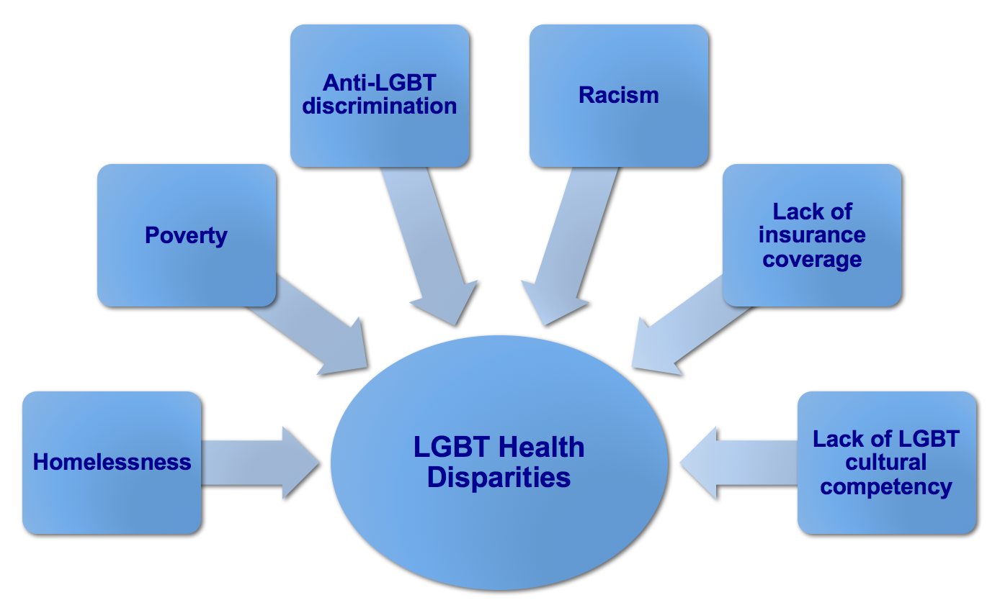 Anti-LGBT
discrimination
Racism
Poverty
Lack of
insurance
coverage
Homelessness
LGBT Health
Disparities
Lack of LGBT
cultural
competency